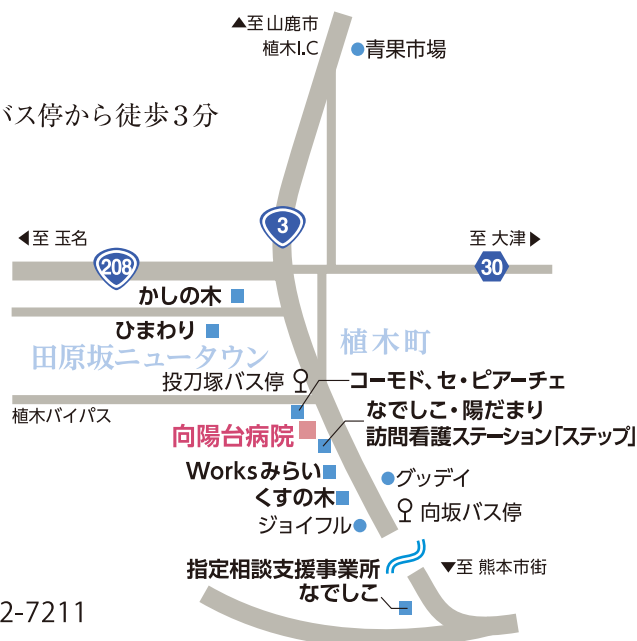 ▲至山鹿市
植木I.C
青果市場
バス停から徒歩3分
3
◀至 玉名
至 大津▶
208
30
かしの木
ひまわり
植木町
田原坂ニュータウン
投刀塚バス停
コーモド、セ・ピアーチェ
植木バイパス
なでしこ・陽だまり
向陽台病院
訪問看護ステーション「ステップ」
Worksみらい
グッデイ
くすの木
向坂バス停
ジョイフル
指定相談支援事業所
なでしこ
▼至 熊本市街
2-7211